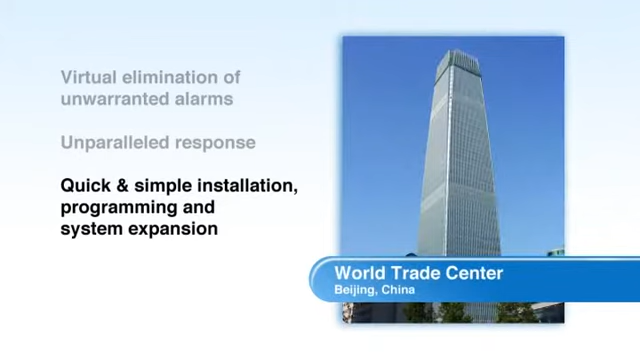 Virtual elimination of
unwarranted alarms
Unparalleled response
Quick & simple installation,
programming and
system expansion
World Trade Center
Beijing, China